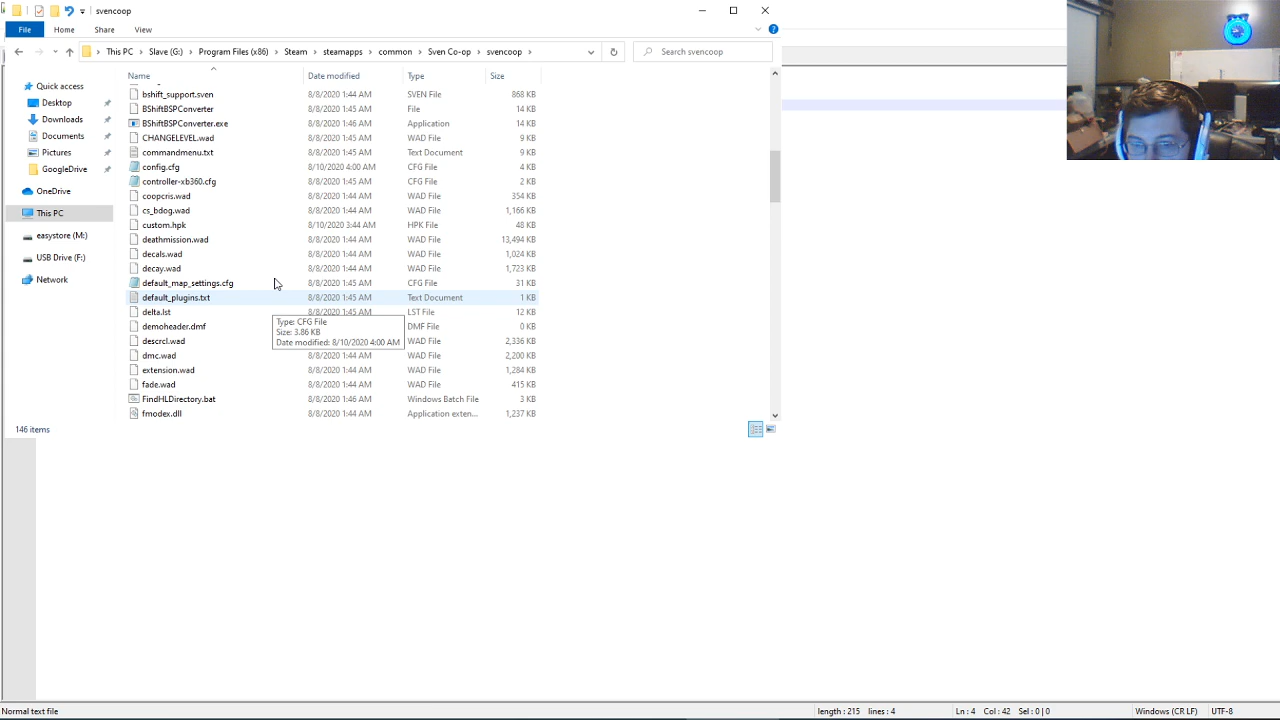 svencoop
File Home Share View
This PC Slave (G:) Program Files (x86) Steam steamapps common Sven Co-op svencoop Search svencoop
Name Date modified Type Size
Quick access
Desktop
Downloads
Documents
Pictures
GoogleDrive
OneDrive
This PC
easystore (M:)
USB Drive (F:)
Network
bshift_support.sven 8/8/2020 1:44 AM SVEN File 868 KB
BShiftBSPConverter 8/8/2020 1:45 AM File 14 KB
BShiftBSPConverter.exe 8/8/2020 1:46 AM Application 14 KB
CHANGELEVEL.wad 8/8/2020 1:45 AM WAD File 9 KB
commandmenu.txt 8/8/2020 1:45 AM Text Document 9 KB
config.cfg 8/10/2020 4:00 AM CFG File 4 KB
controller-xb360.cfg 8/8/2020 1:45 AM CFG File 2 KB
coopcris.wad 8/8/2020 1:44 AM WAD File 354 KB
cs_bdog.wad 8/8/2020 1:44 AM WAD File 1,166 KB
custom.hpk 8/10/2020 3:44 AM HPK File 48 KB
deathmission.wad 8/8/2020 1:44 AM WAD File 13,494 KB
decals.wad 8/8/2020 1:44 AM WAD File 1,024 KB
decay.wad 8/8/2020 1:44 AM WAD File 1,723 KB
default_map_settings.cfg 8/8/2020 1:45 AM CFG File 31 KB
default_plugins.txt 8/8/2020 1:45 AM Text Document 1 KB
delta.lst 8/8/2020 1:45 AM LST File 12 KB
demoheader.dmf DMF File 0 KB
descrcl.wad WAD File 2,336 KB
dmc.wad 8/8/2020 1:44 AM WAD File 2,200 KB
extension.wad 8/8/2020 1:44 AM WAD File 1,284 KB
fade.wad 8/8/2020 1:44 AM WAD File 415 KB
FindHLDirectory.bat 8/8/2020 1:46 AM Windows Batch File 3 KB
fmodex.dll 8/8/2020 1:44 AM Application exten... 1,237 KB
Type: CFG File
Size: 3.86 KB
Date modified: 8/10/2020 4:00 AM
146 items
Normal text file length : 215 lines : 4 Ln : 4 Col : 42 Sel : 0 | 0 Windows (CR LF) UTF-8